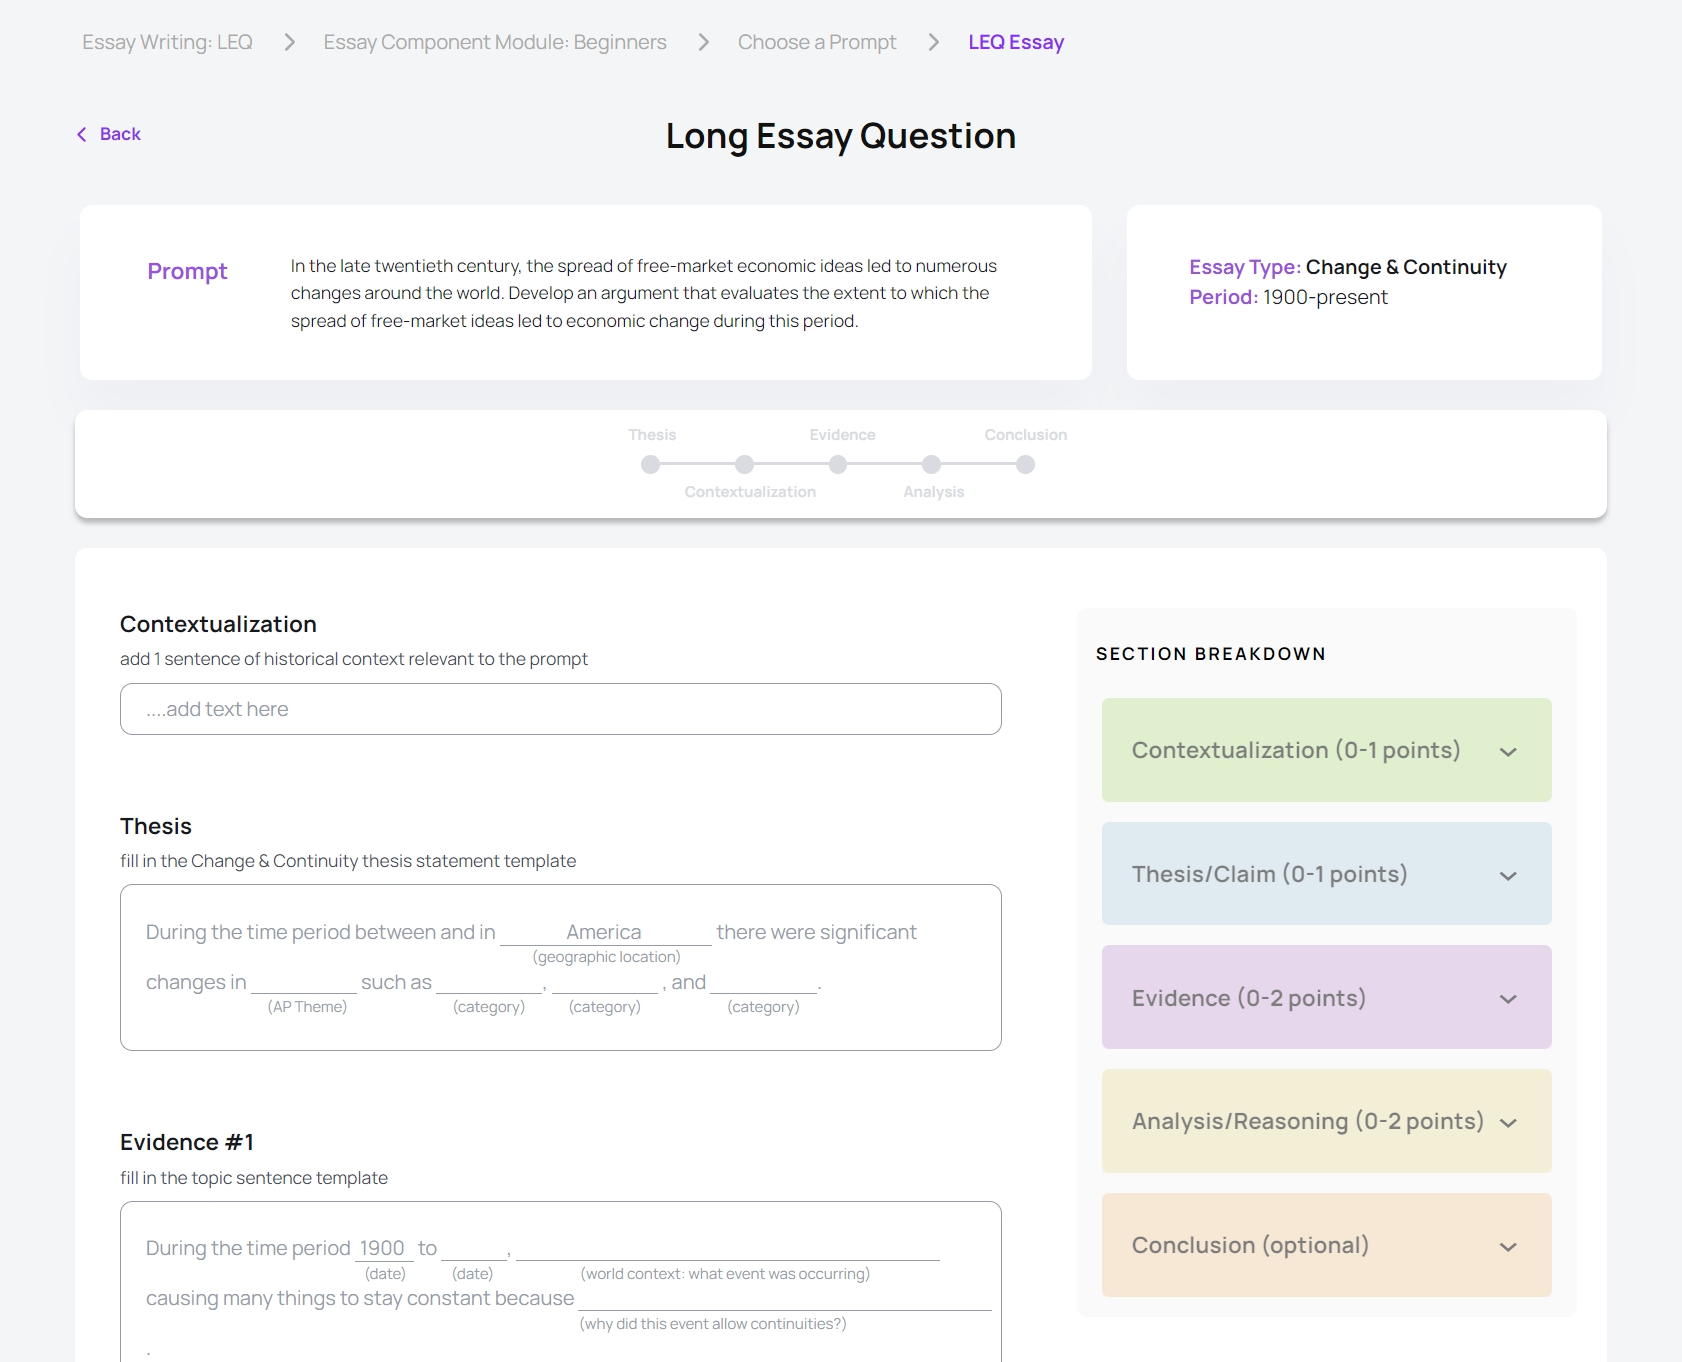 Essay Writing: LEQ > Essay Component Module: Beginners > Choose a Prompt > LEQ Essay
Back
Long Essay Question
Prompt
In the late twentieth century, the spread of free-market economic ideas led to numerous
changes around the world. Develop an argument that evaluates the extent to which the
spread of free-market ideas led to economic change during this period.
Essay Type: Change & Continuity
Period: 1900-present
Thesis Evidence Conclusion
Contextualization Analysis
Contextualization
add 1 sentence of historical context relevant to the prompt
....add text here
Thesis
fill in the Change & Continuity thesis statement template
During the time period between and in America there were significant
(geographic location)
changes in ________ such as ________, ________, and ________.
(AP Theme) (category) (category) (category)
Evidence #1
fill in the topic sentence template
During the time period 1900 to ____, ________
(date) (date) (world context: what event was occurring)
causing many things to stay constant because ________
(why did this event allow continuities?)
.
SECTION BREAKDOWN
Contextualization (0-1 points)
Thesis/Claim (0-1 points)
Evidence (0-2 points)
Analysis/Reasoning (0-2 points)
Conclusion (optional)